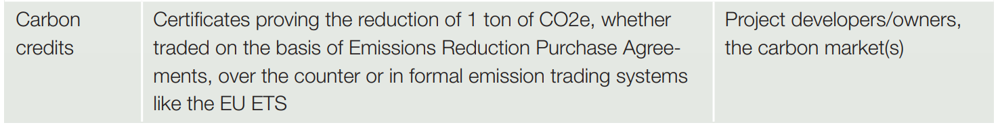 Carbon
credits
Certificates proving the reduction of 1 ton of CO2e, whether
traded on the basis of Emissions Reduction Purchase Agree-
ments, over the counter or in formal emission trading systems
like the EU ETS
Project developers/owners,
the carbon market(s)